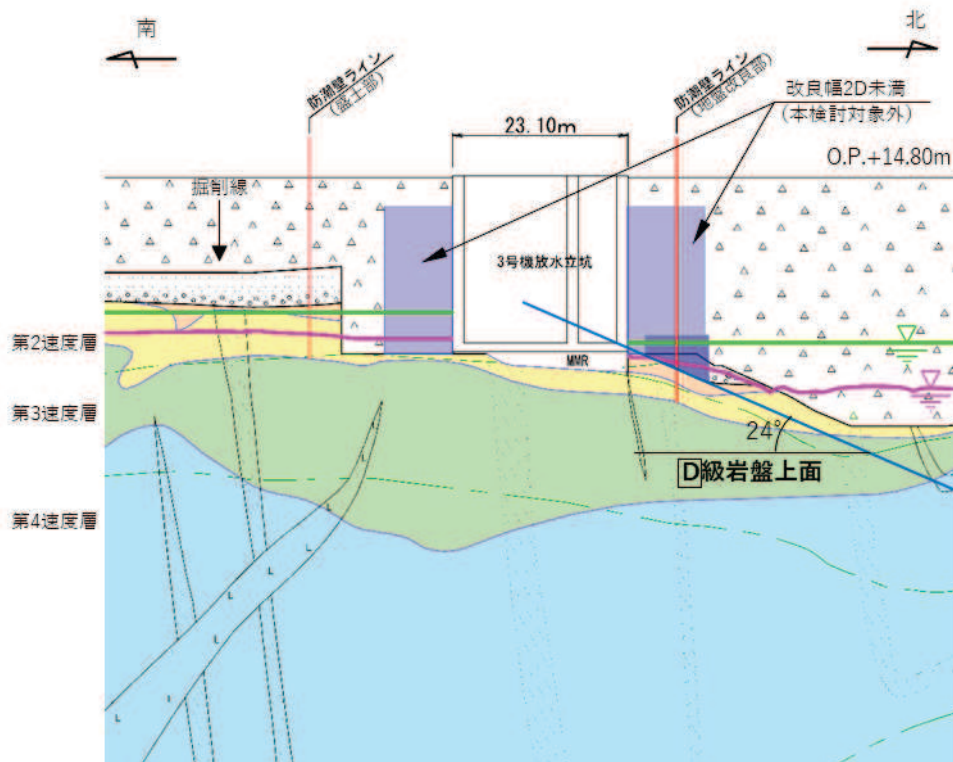 南
北
防潮壁ライン
(盛土部)
防潮壁ライン
(地盤改良部)
改良幅2D未満
(本検討対象外)
23.10m
O.P.+14.80m
掘削線
3号機放水立坑
第2速度層
MMR
第3速度層
24°
D級岩盤上面
第4速度層
L
L
L
L
L
L
L
L